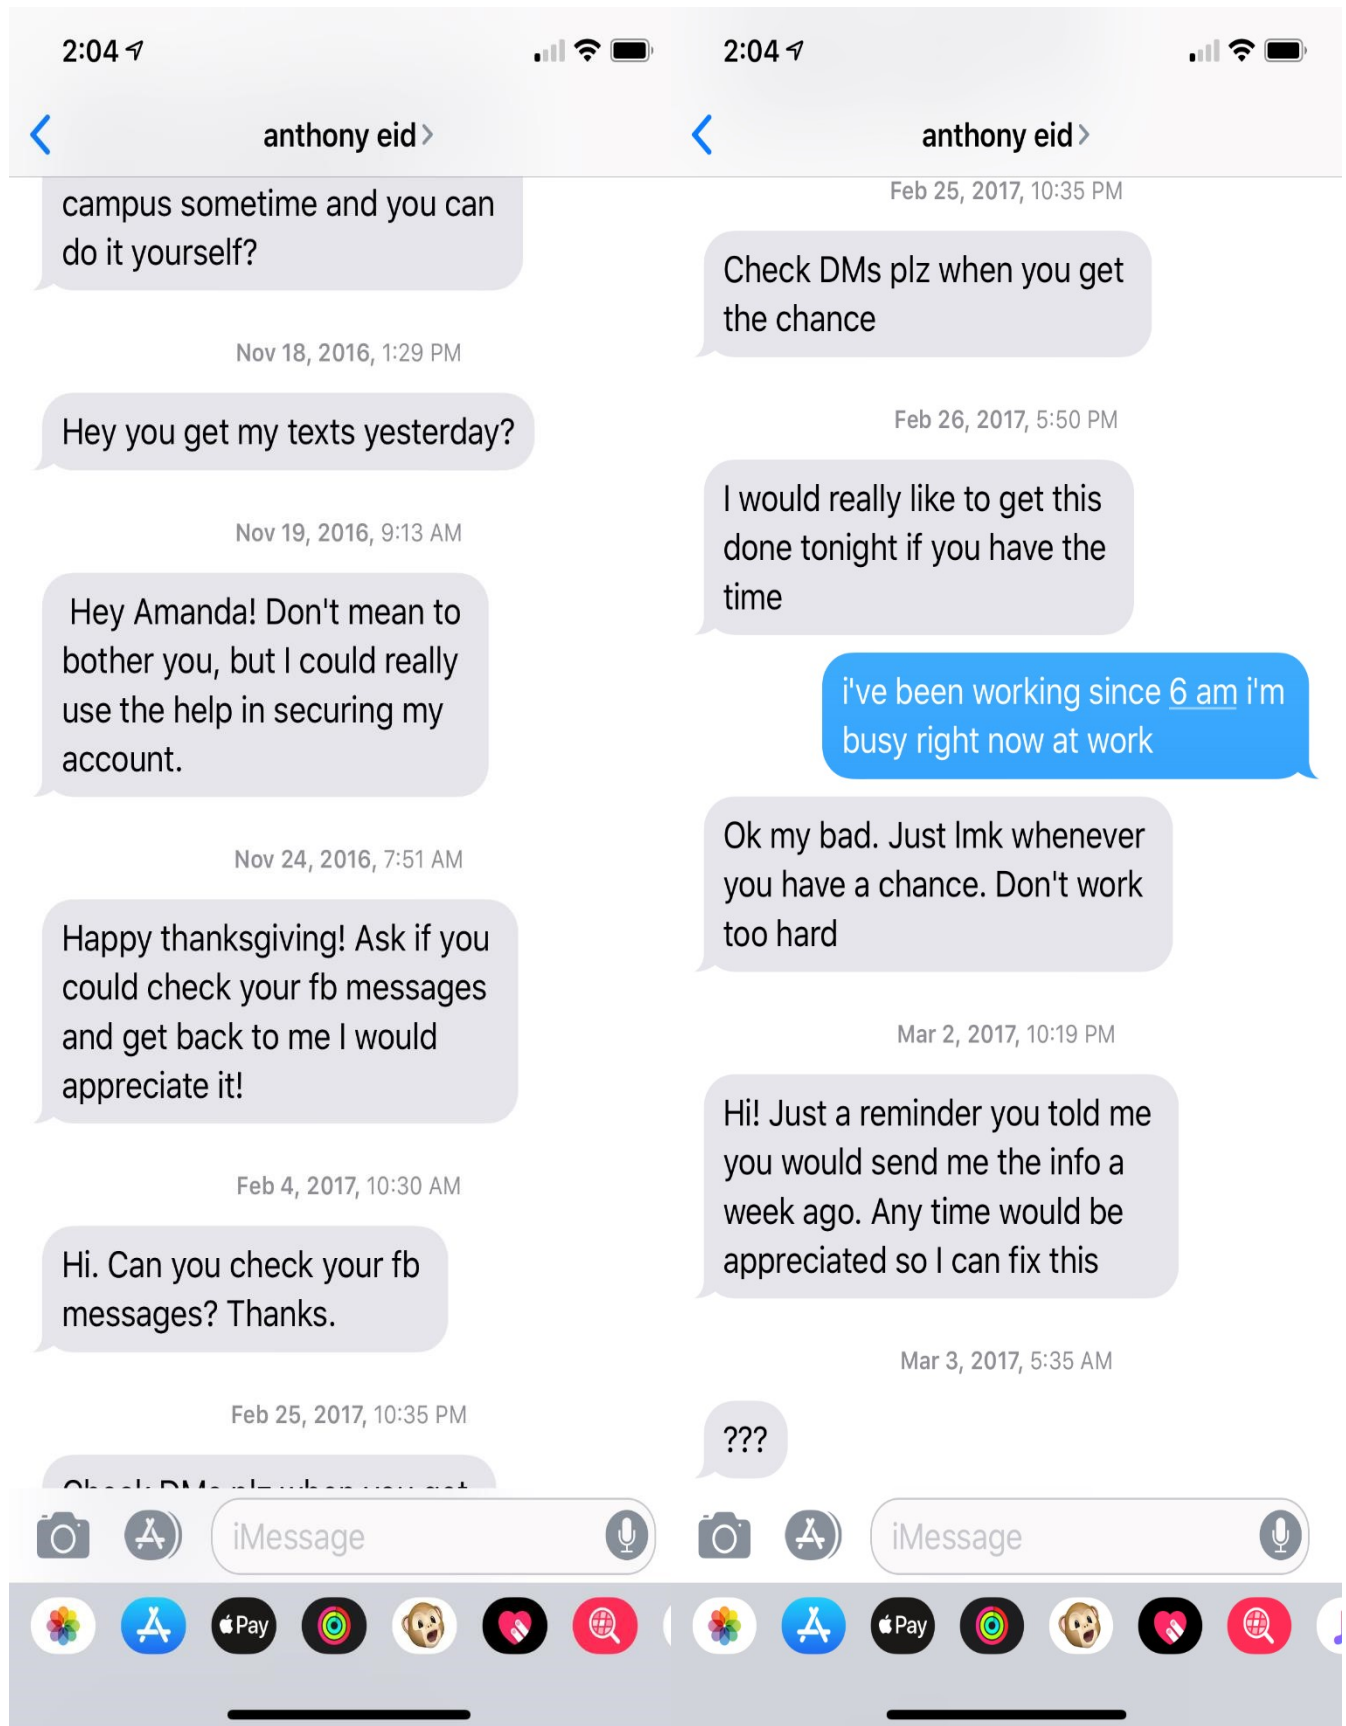 2:04
anthony eid
campus sometime and you can
do it yourself?
Nov 18, 2016, 1:29 PM
Hey you get my texts yesterday?
Nov 19, 2016, 9:13 AM
Hey Amanda! Don't mean to
bother you, but I could really
use the help in securing my
account.
Nov 24, 2016, 7:51 AM
Happy thanksgiving! Ask if you
could check your fb messages
and get back to me I would
appreciate it!
Feb 4, 2017, 10:30 AM
Hi. Can you check your fb
messages? Thanks.
Feb 25, 2017, 10:35 PM
Check DMs plz when you get
iMessage
Pay
2:04
anthony eid
Feb 25, 2017, 10:35 PM
Check DMs plz when you get
the chance
Feb 26, 2017, 5:50 PM
I would really like to get this
done tonight if you have the
time
i've been working since 6 am i'm
busy right now at work
Ok my bad. Just lmk whenever
you have a chance. Don't work
too hard
Mar 2, 2017, 10:19 PM
Hi! Just a reminder you told me
you would send me the info a
week ago. Any time would be
appreciated so I can fix this
Mar 3, 2017, 5:35 AM
???
iMessage
Pay